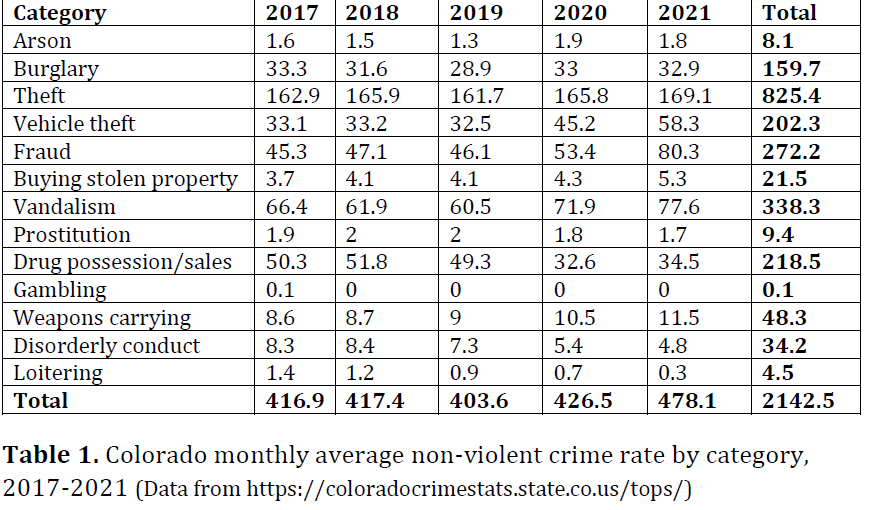 Category 2017 2018 2019 2020 2021 Total
Arson 1.6 1.5 1.3 1.9 1.8 8.1
Burglary 33.3 31.6 28.9 33 32.9 159.7
Theft 162.9 165.9 161.7 165.8 169.1 825.4
Vehicle theft 33.1 33.2 32.5 45.2 58.3 202.3
Fraud 45.3 47.1 46.1 53.4 80.3 272.2
Buying stolen property 3.7 4.1 4.1 4.3 5.3 21.5
Vandalism 66.4 61.9 60.5 71.9 77.6 338.3
Prostitution 1.9 2 2 1.8 1.7 9.4
Drug possession/sales 50.3 51.8 49.3 32.6 34.5 218.5
Gambling 0.1 0 0 0 0 0.1
Weapons carrying 8.6 8.7 9 10.5 11.5 48.3
Disorderly conduct 8.3 8.4 7.3 5.4 4.8 34.2
Loitering 1.4 1.2 0.9 0.7 0.3 4.5
Total 416.9 417.4 403.6 426.5 478.1 2142.5
Table 1. Colorado monthly average non-violent crime rate by category,
2017-2021 (Data from https://coloradocrimestats.state.co.us/tops/)